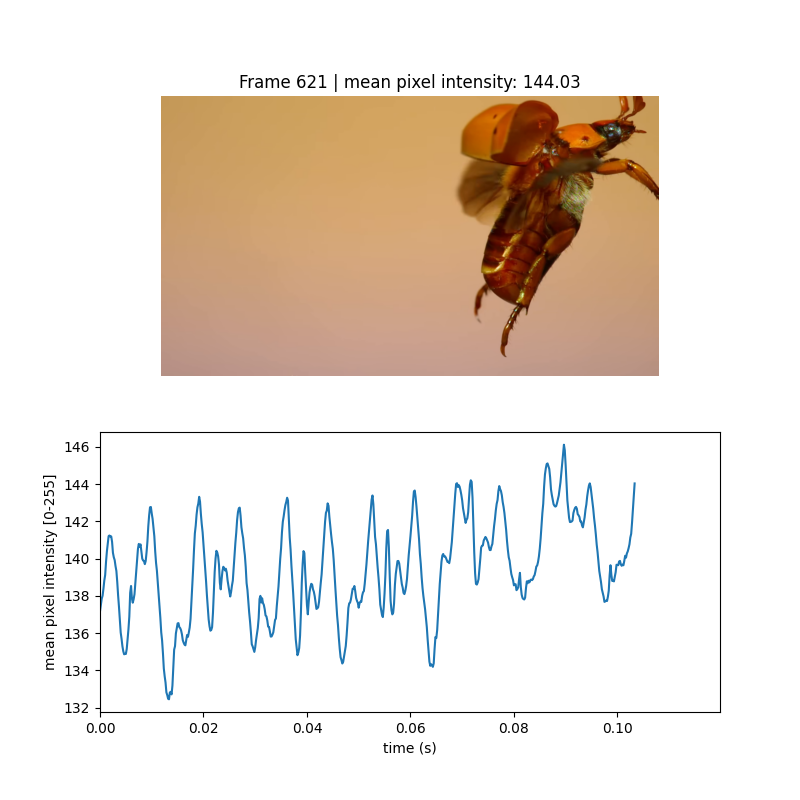 Frame 621 | mean pixel intensity: 144.03
146
144
142
140
138
136
134
132
mean pixel intensity [0-255]
0.00 0.02 0.04 0.06 0.08 0.10
time (s)